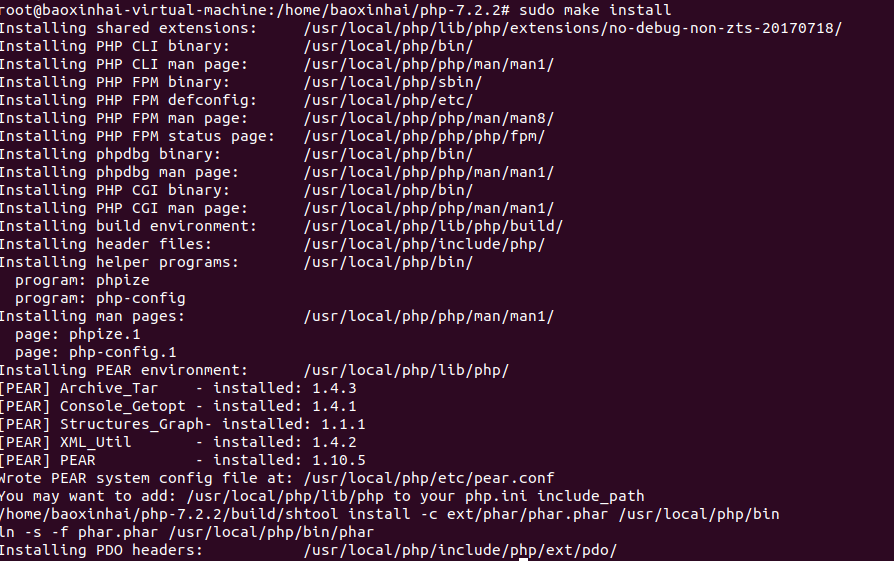 root@baoxinhai-virtual-machine:/home/baoxinhai/php-7.2.2# sudo make install
Installing shared extensions:     /usr/local/php/lib/php/extensions/no-debug-non-zts-20170718/
Installing PHP CLI binary:        /usr/local/php/bin/
Installing PHP CLI man page:      /usr/local/php/php/man/man1/
Installing PHP FPM binary:        /usr/local/php/sbin/
Installing PHP FPM defconfig:     /usr/local/php/etc/
Installing PHP FPM man page:      /usr/local/php/php/man/man8/
Installing PHP FPM status page:   /usr/local/php/php/php/fpm/
Installing phpdbg binary:         /usr/local/php/bin/
Installing phpdbg man page:       /usr/local/php/php/man/man1/
Installing PHP CGI binary:        /usr/local/php/bin/
Installing PHP CGI man page:      /usr/local/php/php/man/man1/
Installing build environment:     /usr/local/php/lib/php/build/
Installing header files:          /usr/local/php/include/php/
Installing helper programs:       /usr/local/php/bin/
  program: phpize
  program: php-config
Installing man pages:             /usr/local/php/php/man/man1/
  page: phpize.1
  page: php-config.1
Installing PEAR environment:      /usr/local/php/lib/php/
[PEAR] Archive_Tar    - installed: 1.4.3
[PEAR] Console_Getopt - installed: 1.4.1
[PEAR] Structures_Graph- installed: 1.1.1
[PEAR] XML_Util       - installed: 1.4.2
[PEAR] PEAR           - installed: 1.10.5
Wrote PEAR system config file at: /usr/local/php/etc/pear.conf
You may want to add: /usr/local/php/lib/php to your php.ini include_path
/home/baoxinhai/php-7.2.2/build/shtool install -c ext/phar/phar.phar /usr/local/php/bin
ln -s -f phar.phar /usr/local/php/bin/phar
Installing PDO headers:           /usr/local/php/include/php/ext/pdo/